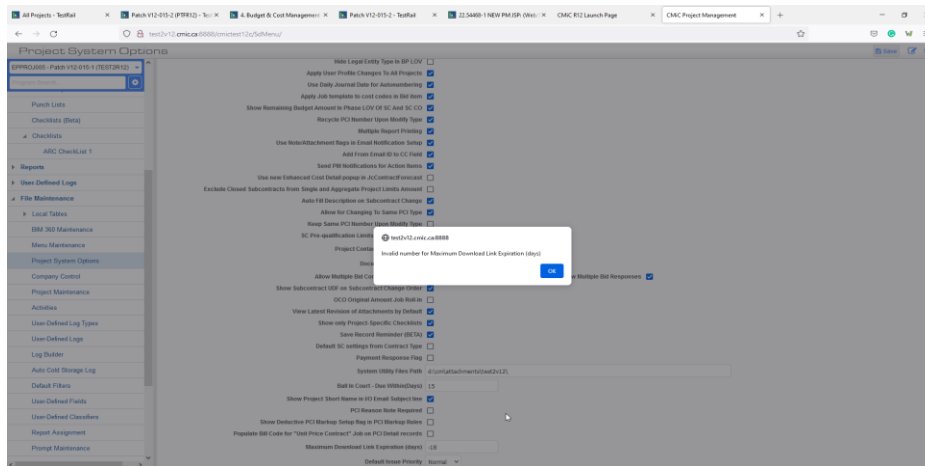 All Projects - TestRail
Patch V12-015-2 (PTFR12) - Tes
4. Budget & Cost Management
Patch V12-015-2 - TestRail
22.54468-1 NEW PM JSP: (Web:
CMiC R12 Launch Page
CMiC Project Management
test2v12.cmic.ca:8888/cmictest12c/SdMenu/
Project System Options
Save
EPPROJ005 - Patch V12-015-1 (TEST2R12)
Punch Lists
Checklists (Beta)
Checklists
ARC CheckList 1
Reports
User-Defined Logs
File Maintenance
Local Tables
BIM 360 Maintenance
Menu Maintenance
Project System Options
Company Control
Project Maintenance
Activities
User-Defined Log Types
User-Defined Logs
Log Builder
Auto Cold Storage Log
Default Filters
User-Defined Fields
User-Defined Classifiers
Report Assignment
Prompt Maintenance
Hide Legal Entity Type in BP LOV
Apply User Profile Changes To All Projects
Use Daily Journal Date for Autonumbering
Apply Job template to cost codes in Bid Item
Show Remaining Budget Amount in Phase LOV Of SC And SC CO
Recycle PCI Number Upon Modify Type
Multiple Report Printing
Use Note/Attachment flags in Email Notification Setup
Add From Email ID to CC Field
Send PM Notifications for Action Items
Use new Enhanced Cost Detail popup in Jc:ContractForecast
Exclude Closed Subcontracts from Single and Aggregate Project Limits Amount
Auto Fill Description on Subcontract Change
Allow for Changing To Same PCI Type
Keep Same PCI Number Upon Modify Type
SC Pre-qualification Limits
Project Contac
Docu
test2v12.cmic.ca:8888
Invalid number for Maximum Download Link Expiration (days)
OK
Allow Multiple Bid Con
w Multiple Bid Responses
Show Subcontract UDF on Subcontract Change Order
OCO Original Amount Job Roll-In
View Latest Revision of Attachments by Default
Show only Project-Specific Checklists
Save Record Reminder (BETA)
Default SC settings from Contract Type
Payment Response Flag
System Utility Files Path d:\cm\attachments\test2v12\
Ball In Court - Due Within(Days) 15
Show Project Short Name in I/O Email Subject line
PCI Reason Note Required
Show Deductive PCI Markup Setup flag in PCI Markup Rules
Populate Bill Code for "Unit Price Contract" Job on PCI Detail records
Maximum Download Link Expiration (days)
Default Issue Priority Normal